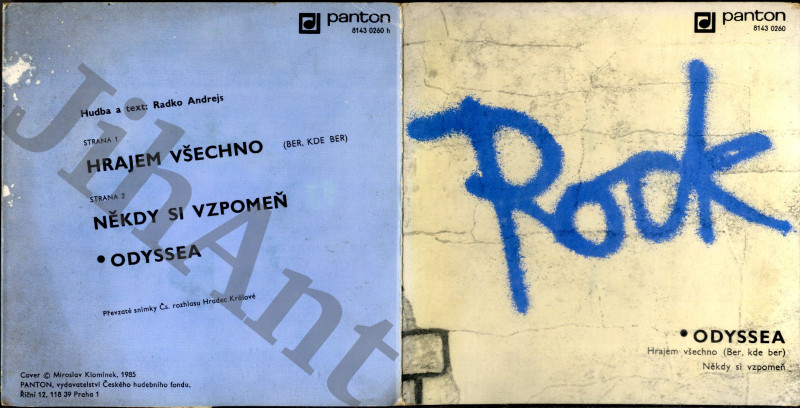 panton
8143 0260 h
Hudba a text: Radko Andrejs
STRANA 1
HRAJEM VŠECHNO (BER, KDE BER)
STRANA 2
NĚKDY SI VZPOMEŇ
•ODYSSEA
Převzaté snímky Čs. rozhlasu Hradec Králové
Cover © Miroslav Klomínek, 1985
PANTON, vydavatelství Českého hudebního fondu,
Říční 12, 118 39 Praha 1
JihAnt
panton
8143 0260
Rock
•ODYSSEA
Hrajem všechno (Ber, kde ber)
Někdy si vzpomeň